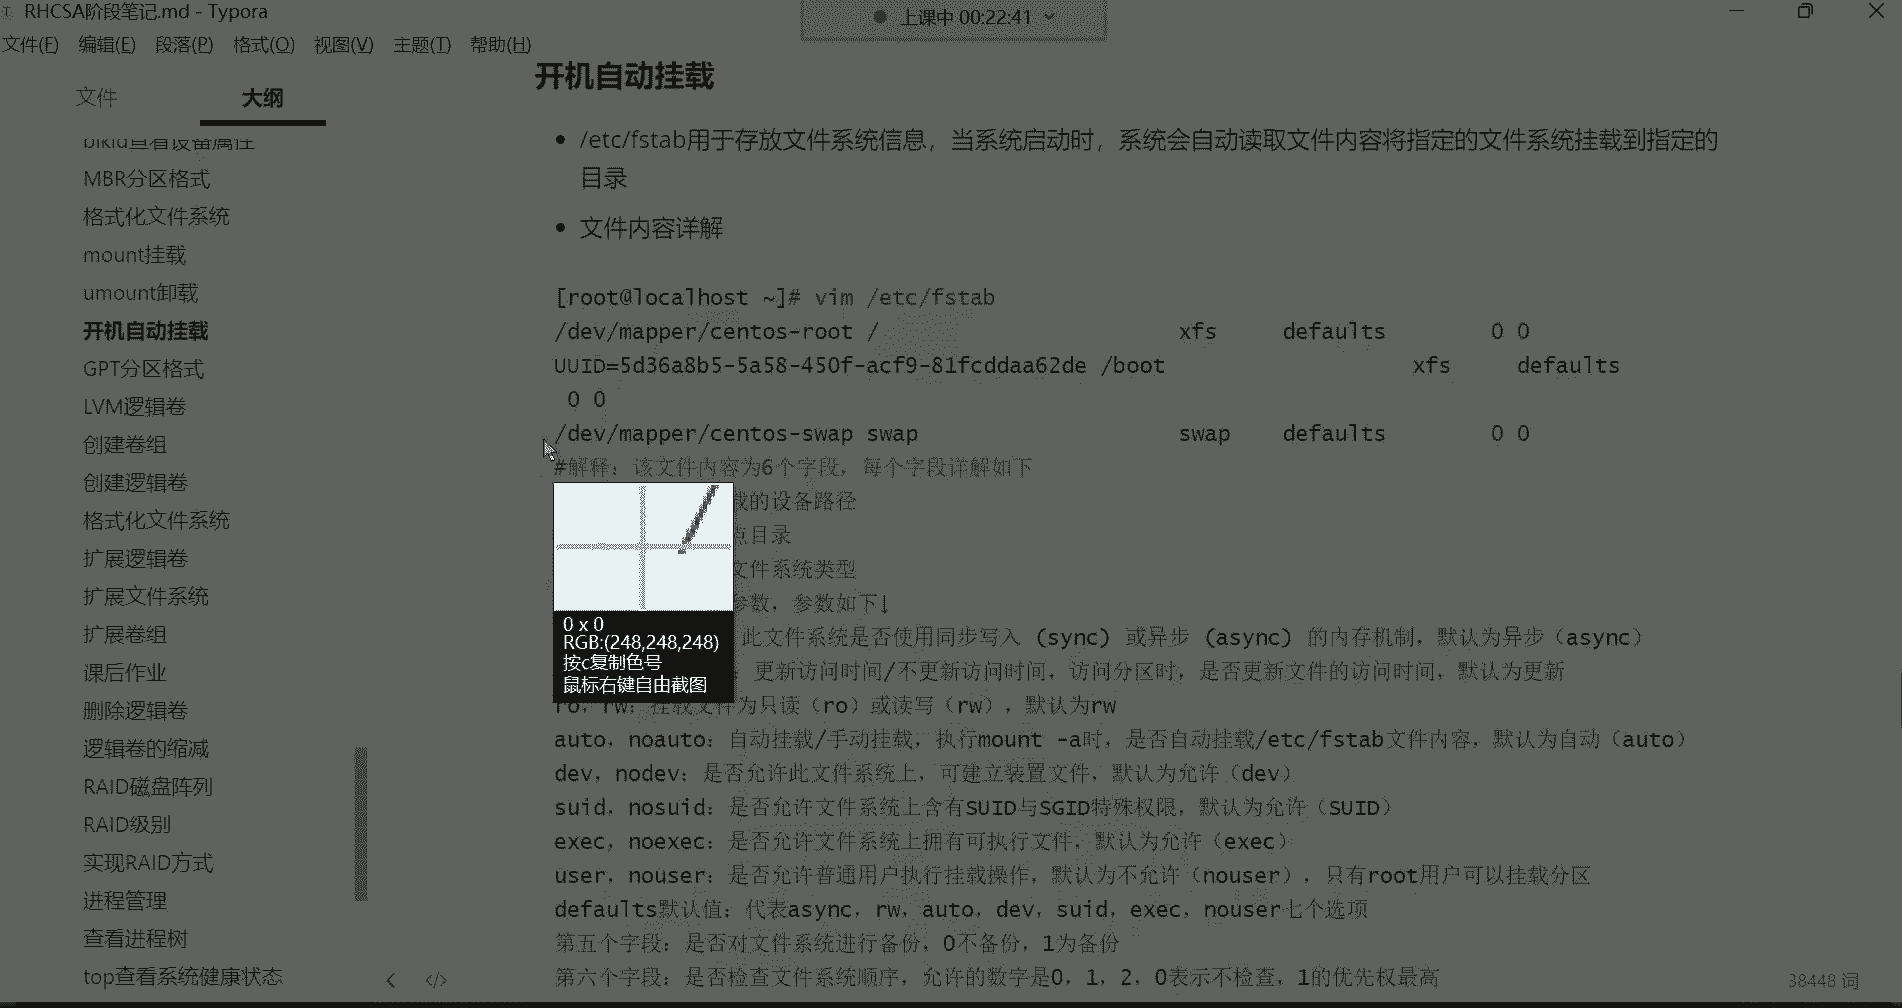 RHCSA阶段笔记.md - Typora
上课中 00:22:41
文件(F) 编辑(E) 段落(P) 格式(O) 视图(V) 主题(T) 帮助(H)
文件 大纲
blkid查看设备属性
MBR分区格式
格式化文件系统
mount挂载
umount卸载
开机自动挂载
GPT分区格式
LVM逻辑卷
创建卷组
创建逻辑卷
格式化文件系统
扩展逻辑卷
扩展文件系统
扩展卷组
课后作业
删除逻辑卷
逻辑卷的缩减
RAID磁盘阵列
RAID级别
实现RAID方式
进程管理
查看进程树
top查看系统健康状态
开机自动挂载
/etc/fstab用于存放文件系统信息，当系统启动时，系统会自动读取文件内容将指定的文件系统挂载到指定的
目录
文件内容详解
[root@localhost ~]# vim /etc/fstab
/dev/mapper/centos-root / xfs defaults 0 0
UUID=5d36a8b5-5a58-450f-acf9-81fcddaa62de /boot xfs defaults
0 0
/dev/mapper/centos-swap swap swap defaults 0 0
#解释：该文件内容为6个字段，每个字段详解如下
的设备路径
点目录
文件系统类型
参数，参数如下↓
此文件系统是否使用同步写入 (sync) 或异步 (async) 的内存机制，默认为异步（async）
：更新访问时间/不更新访问时间，访问分区时，是否更新文件的访问时间，默认为更新
ro，rw：挂载文件为只读（ro）或读写（rw），默认为rw
auto，noauto：自动挂载/手动挂载，执行mount -a时，是否自动挂载/etc/fstab文件内容，默认为自动（auto）
dev，nodev：是否允许此文件系统上，可建立装置文件，默认为允许（dev）
suid，nosuid：是否允许文件系统上含有SUID与SGID特殊权限，默认为允许（SUID）
exec，noexec：是否允许文件系统上拥有可执行文件，默认为允许（exec）
user，nouser：是否允许普通用户执行挂载操作，默认为不允许（nouser），只有root用户可以挂载分区
defaults默认值：代表async，rw，auto，dev，suid，exec，nouser七个选项
第五个字段：是否对文件系统进行备份，0不备份，1为备份
第六个字段：是否检查文件系统顺序，允许的数字是0，1，2，0表示不检查，1的优先权最高
0 x 0
RGB:(248,248,248)
按c复制色号
鼠标右键自由截图
</>
38448 词